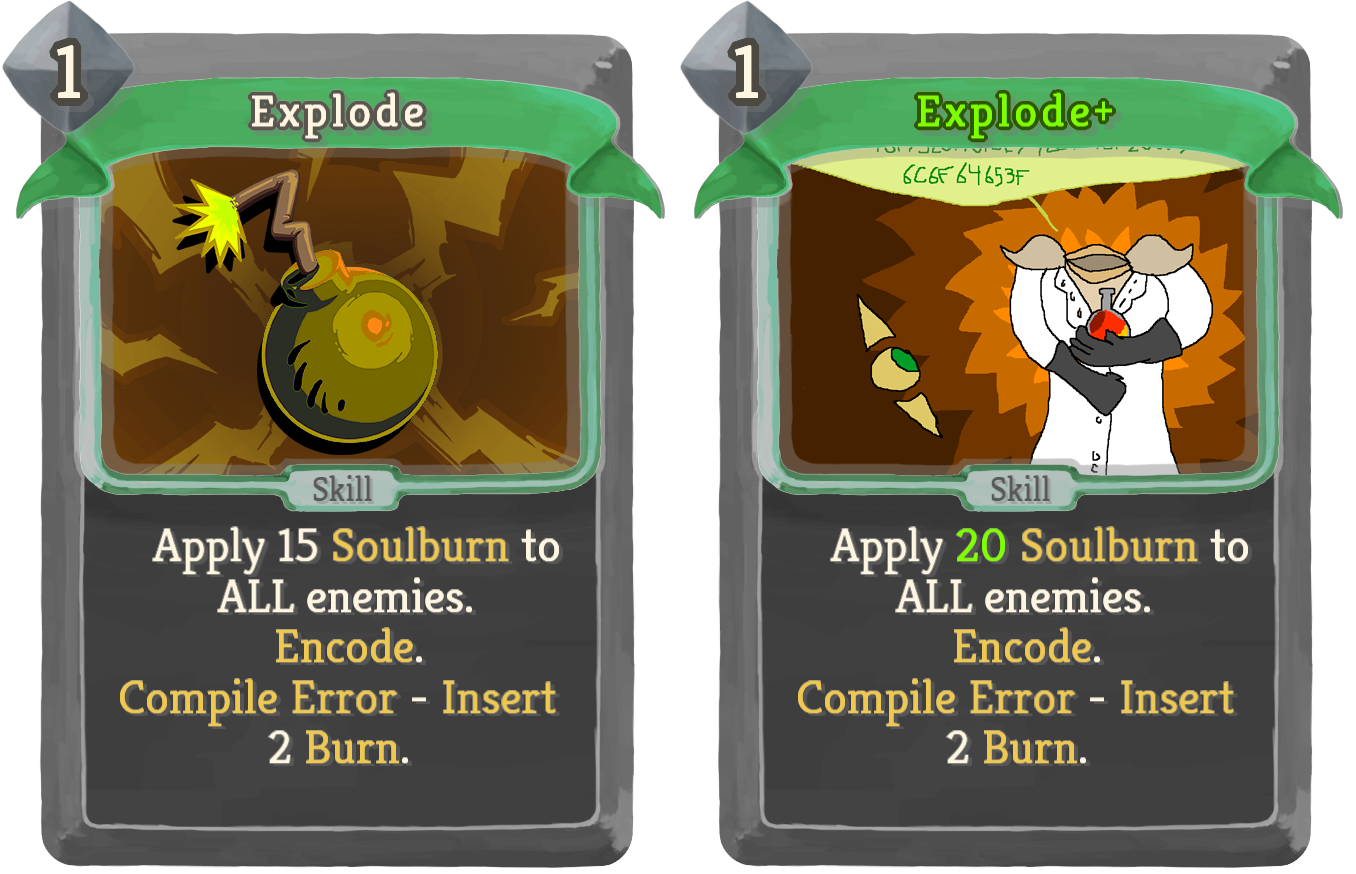 1
Explode
Skill
Apply 15 Soulburn to
ALL enemies.
Encode.
Compile Error - Insert
2 Burn.
1
Explode+
6C6F64653F
Skill
Apply 20 Soulburn to
ALL enemies.
Encode.
Compile Error - Insert
2 Burn.